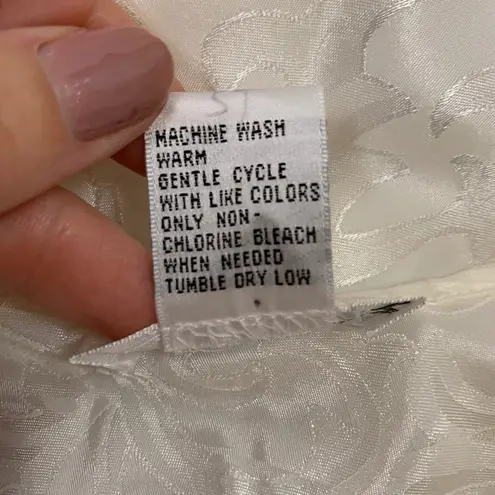 MACHINE WASH
WARM
GENTLE CYCLE
WITH LIKE COLORS
ONLY NON-
CHLORINE BLEACH
WHEN NEEDED
TUMBLE DRY LOW